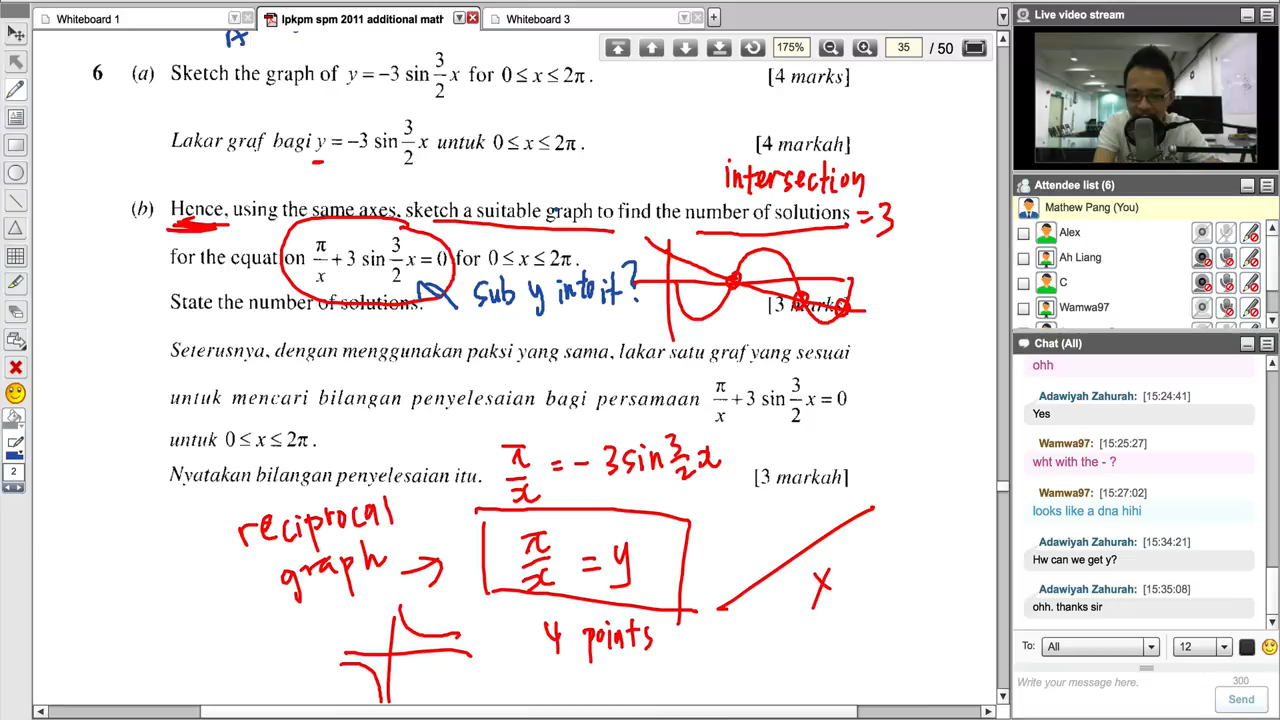 Whiteboard 1
lpkpm spm 2011 additional math
Whiteboard 3
175%
35 / 50
6 (a) Sketch the graph of y = −3 sin 3/2 x for 0 ≤ x ≤ 2π. [4 marks]
Lakar graf bagi y = −3 sin 3/2 x untuk 0 ≤ x ≤ 2π. [4 markah]
intersection
(b) Hence, using the same axes, sketch a suitable graph to find the number of solutions = 3
for the equat on π/x + 3 sin 3/2 x = 0 for 0 ≤ x ≤ 2π.
sub y into it?
State the number of solutions. [3 marks]
Seterusnya, dengan menggunakan paksi yang sama, lakar satu graf yang sesuai
untuk mencari bilangan penyelesaian bagi persamaan π/x + 3 sin 3/2 x = 0
untuk 0 ≤ x ≤ 2π.
Nyatakan bilangan penyelesaian itu. [3 markah]
π/x = − 3 sin 3/2 x
reciprocal
graph →
π/x = y
x
4 points
2
Live video stream
Attendee list (6)
Mathew Pang (You)
Alex
Ah Liang
C
Wamwa97
Chat (All)
ohh
Adawiyah Zahurah: [15:24:41]
Yes
Wamwa97: [15:25:27]
wht with the - ?
Wamwa97: [15:27:02]
looks like a dna hihi
Adawiyah Zahurah: [15:34:21]
Hw can we get y?
Adawiyah Zahurah: [15:35:08]
ohh. thanks sir
To: All 12
Write your message here.
300
Send